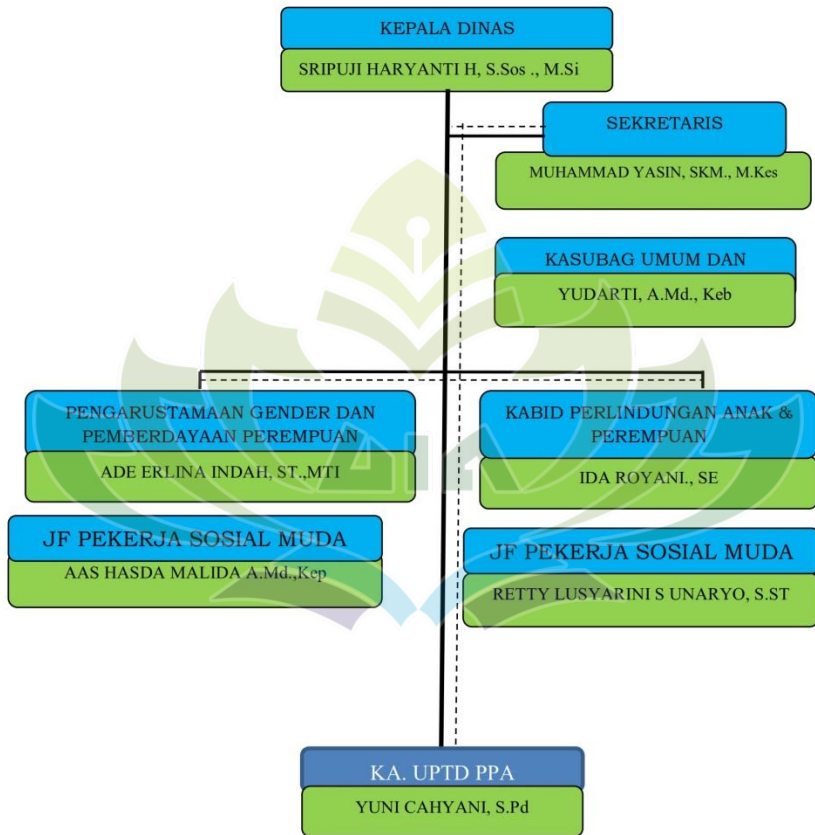 KEPALA DINAS
SRIPUJI HARYANTI H, S.Sos ., M.Si
SEKRETARIS
MUHAMMAD YASIN, SKM., M.Kes
KASUBAG UMUM DAN
YUDARTI, A.Md., Keb
PENGARUSTAMAAN GENDER DAN
PEMBERDAYAAN PEREMPUAN
ADE ERLINA INDAH, ST.,MTI
KABID PERLINDUNGAN ANAK &
PEREMPUAN
IDA ROYANI., SE
JF PEKERJA SOSIAL MUDA
AAS HASDA MALIDA A.Md.,Kep
JF PEKERJA SOSIAL MUDA
RETTY LUSYARINI S UNARYO, S.ST
KA. UPTD PPA
YUNI CAHYANI, S.Pd